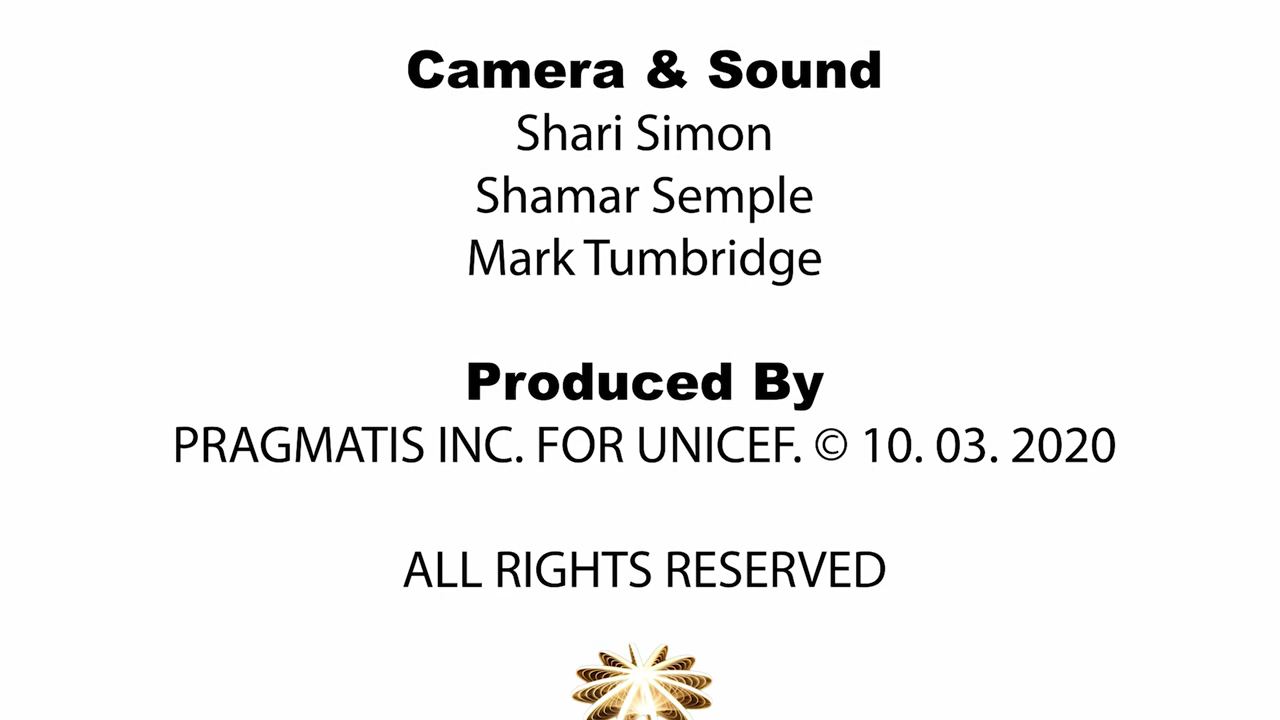 Camera & Sound
Shari Simon
Shamar Semple
Mark Tumbridge
Produced By
PRAGMATIS INC. FOR UNICEF. © 10. 03. 2020
ALL RIGHTS RESERVED